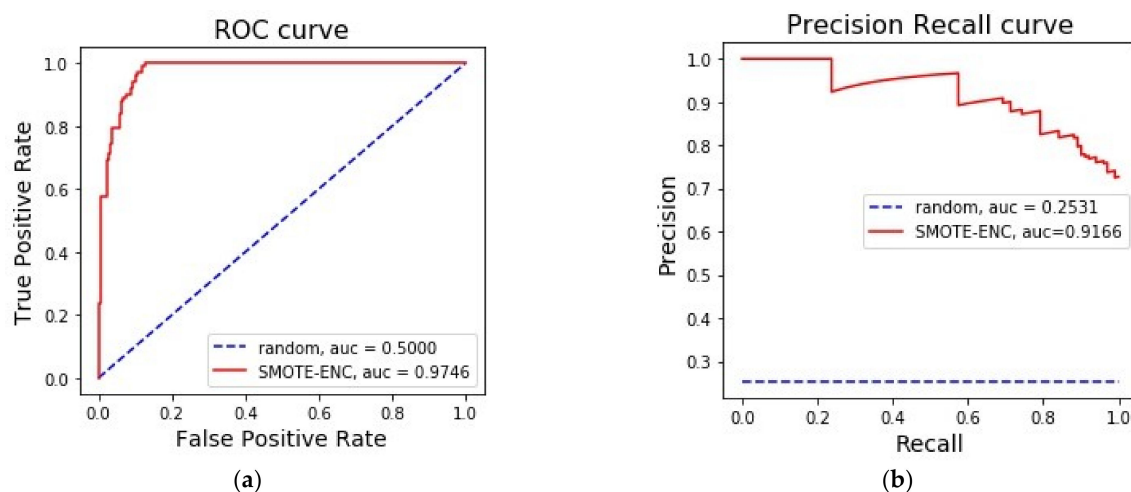 ROC curve
True Positive Rate
1.0
0.8
0.6
0.4
0.2
0.0
random, auc = 0.5000
SMOTE-ENC, auc = 0.9746
0.0 0.2 0.4 0.6 0.8 1.0
False Positive Rate
(a)
Precision Recall curve
Precision
1.0
0.9
0.8
0.7
0.6
0.5
0.4
0.3
random, auc = 0.2531
SMOTE-ENC, auc=0.9166
0.0 0.2 0.4 0.6 0.8 1.0
Recall
(b)